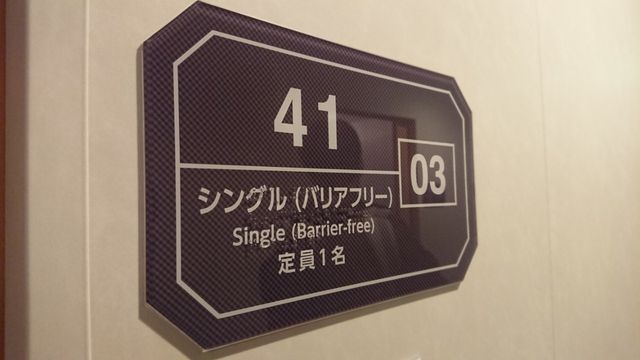 41
03
シングル(バリアフリー)
Single (Barrier-free)
定員1名